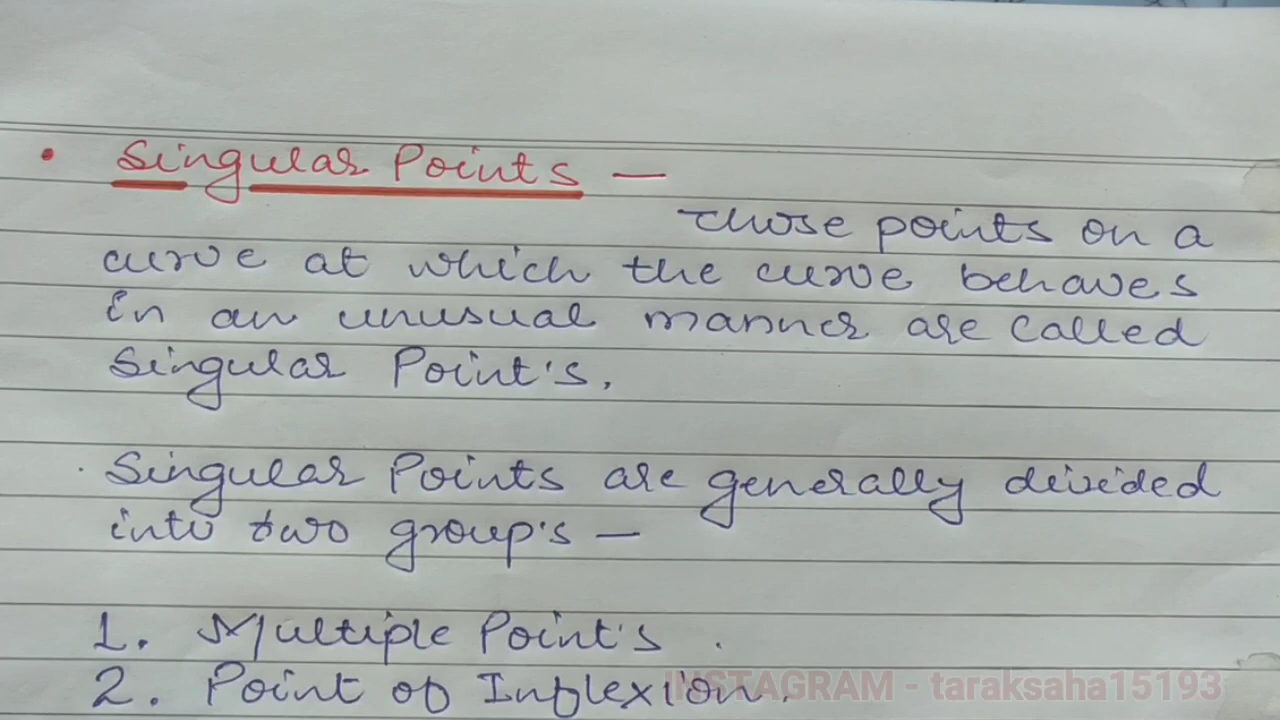 • Singular Points —
Those points on a
curve at which the curve behaves
in an unusual manner are called
Singular Point's.
. Singular Points are generally divided
into two group's —
1. Multiple Point's .
2. Point of Inflexion.
INSTAGRAM - taraksaha15193